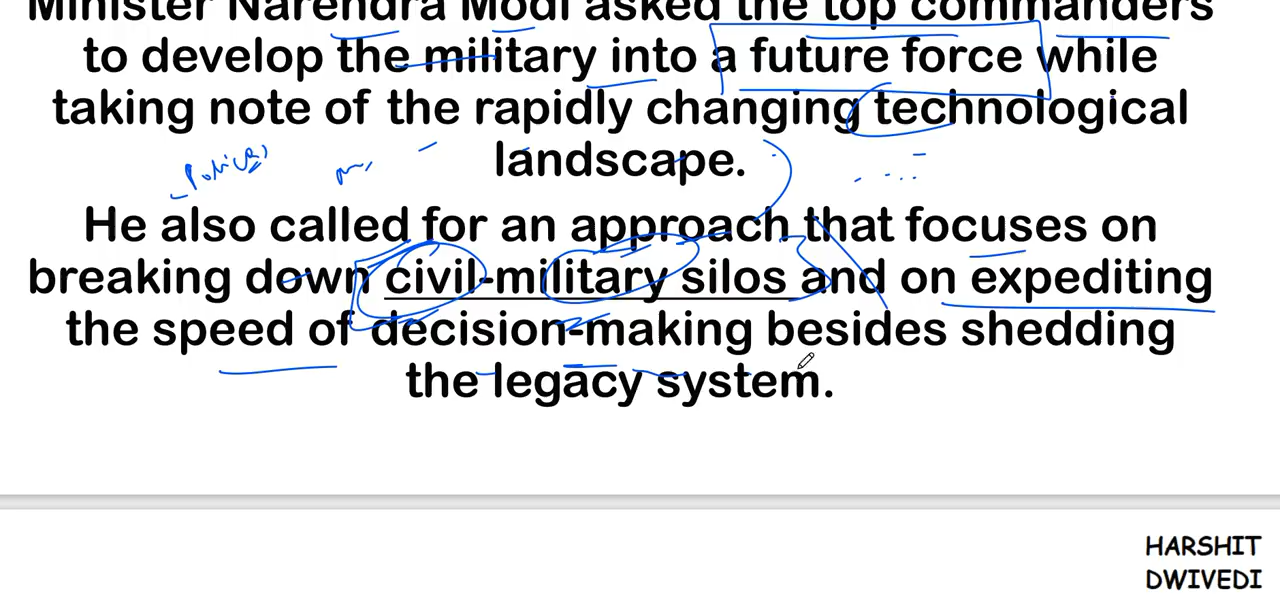 Minister Narendra Modi asked the top commanders
to develop the military into a future force while
taking note of the rapidly changing technological
landscape.
He also called for an approach that focuses on
breaking down civil-military silos and on expediting
the speed of decision-making besides shedding
the legacy system.
HARSHIT
DWIVEDI